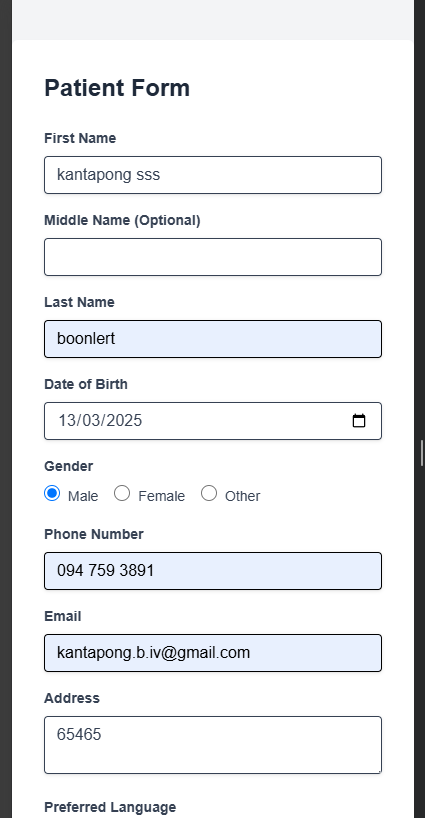 Patient Form
First Name
kantapong sss
Middle Name (Optional)
Last Name
boonlert
Date of Birth
13/03/2025
Gender
Male Female Other
Phone Number
094 759 3891
Email
kantapong.b.iv@gmail.com
Address
65465
Preferred Language